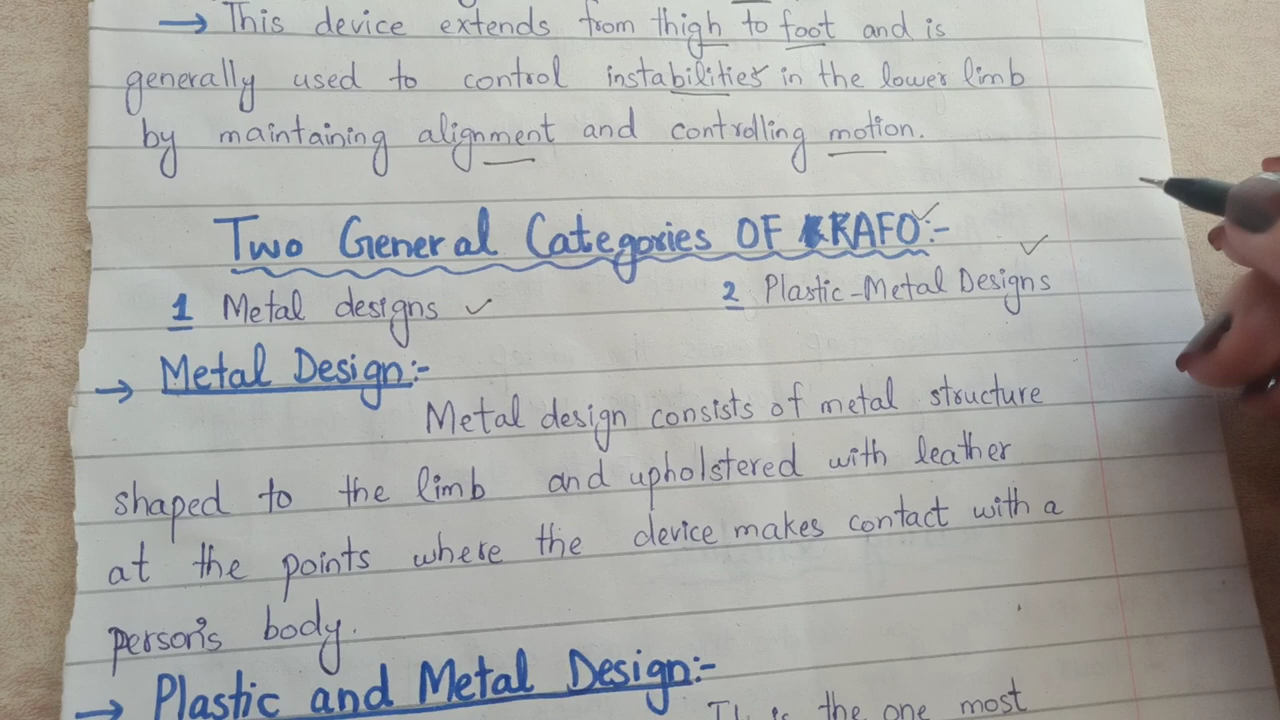 → This device extends from thigh to foot and is
generally used to control instabilities in the lower limb
by maintaining alignment and controlling motion.
Two General Categories OF KRAFO:-
1 Metal designs ✓ 2 Plastic-Metal Designs ✓
→ Metal Design:-
Metal design consists of metal structure
shaped to the limb and upholstered with leather
at the points where the device makes contact with a
person's body.
→ Plastic and Metal Design:-
is the one most